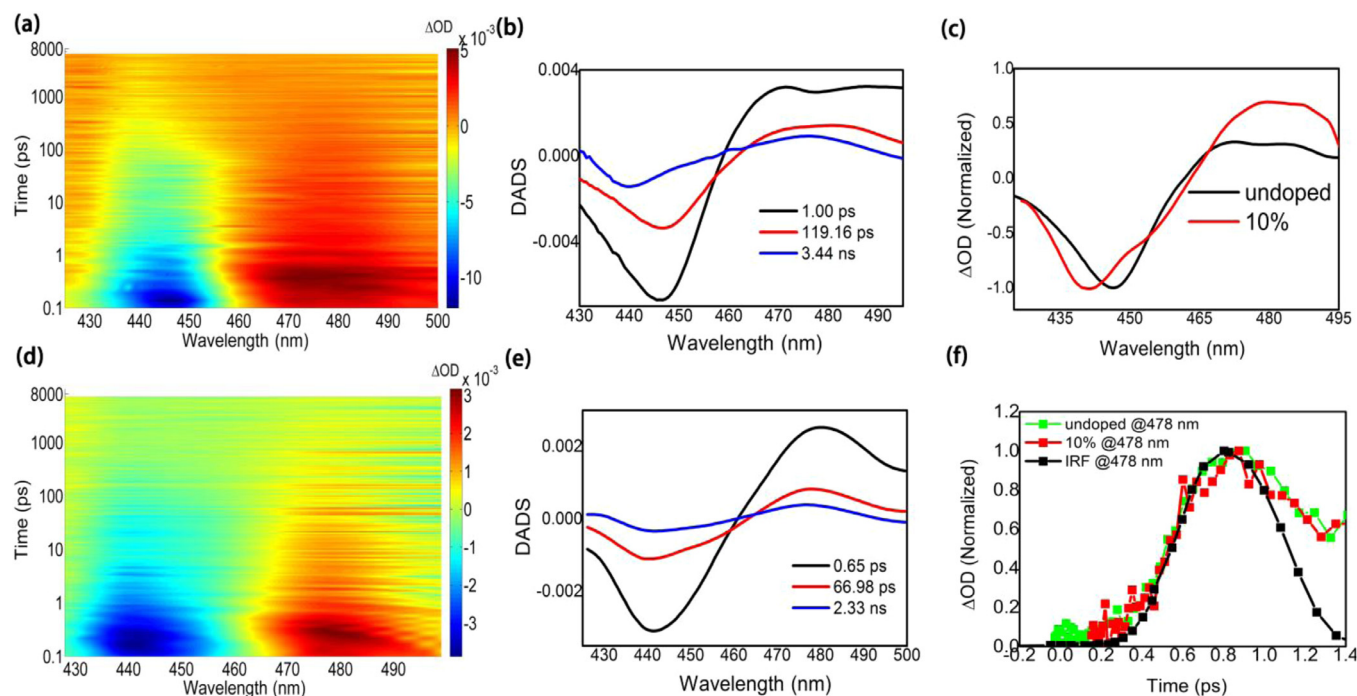 (a)
ΔOD x 10⁻³
8000
1000
100
10
1
0.1
Time (ps)
430 440 450 460 470 480 490 500
Wavelength (nm)
5
0
-5
-10
(b)
0.004
0.000
-0.004
DADS
1.00 ps
119.16 ps
3.44 ns
430 440 450 460 470 480 495
Wavelength (nm)
(c)
1.0
0.5
0.0
-0.5
-1.0
ΔOD (Normalized)
undoped
10%
435 450 465 480 495
Wavelength (nm)
(d)
ΔOD x 10⁻³
8000
1000
100
10
1
0.1
Time (ps)
430 440 450 460 470 480 490
Wavelength (nm)
3
2
1
0
-1
-2
-3
(e)
0.002
0.000
-0.002
DADS
0.65 ps
66.98 ps
2.33 ns
430 440 450 460 470 480 500
Wavelength (nm)
(f)
1.2
1.0
0.8
0.6
0.4
0.2
0.0
ΔOD (Normalized)
undoped @478 nm
10% @478 nm
IRF @478 nm
-0.2 0.0 0.2 0.4 0.6 0.8 1.0 1.2 1.4
Time (ps)